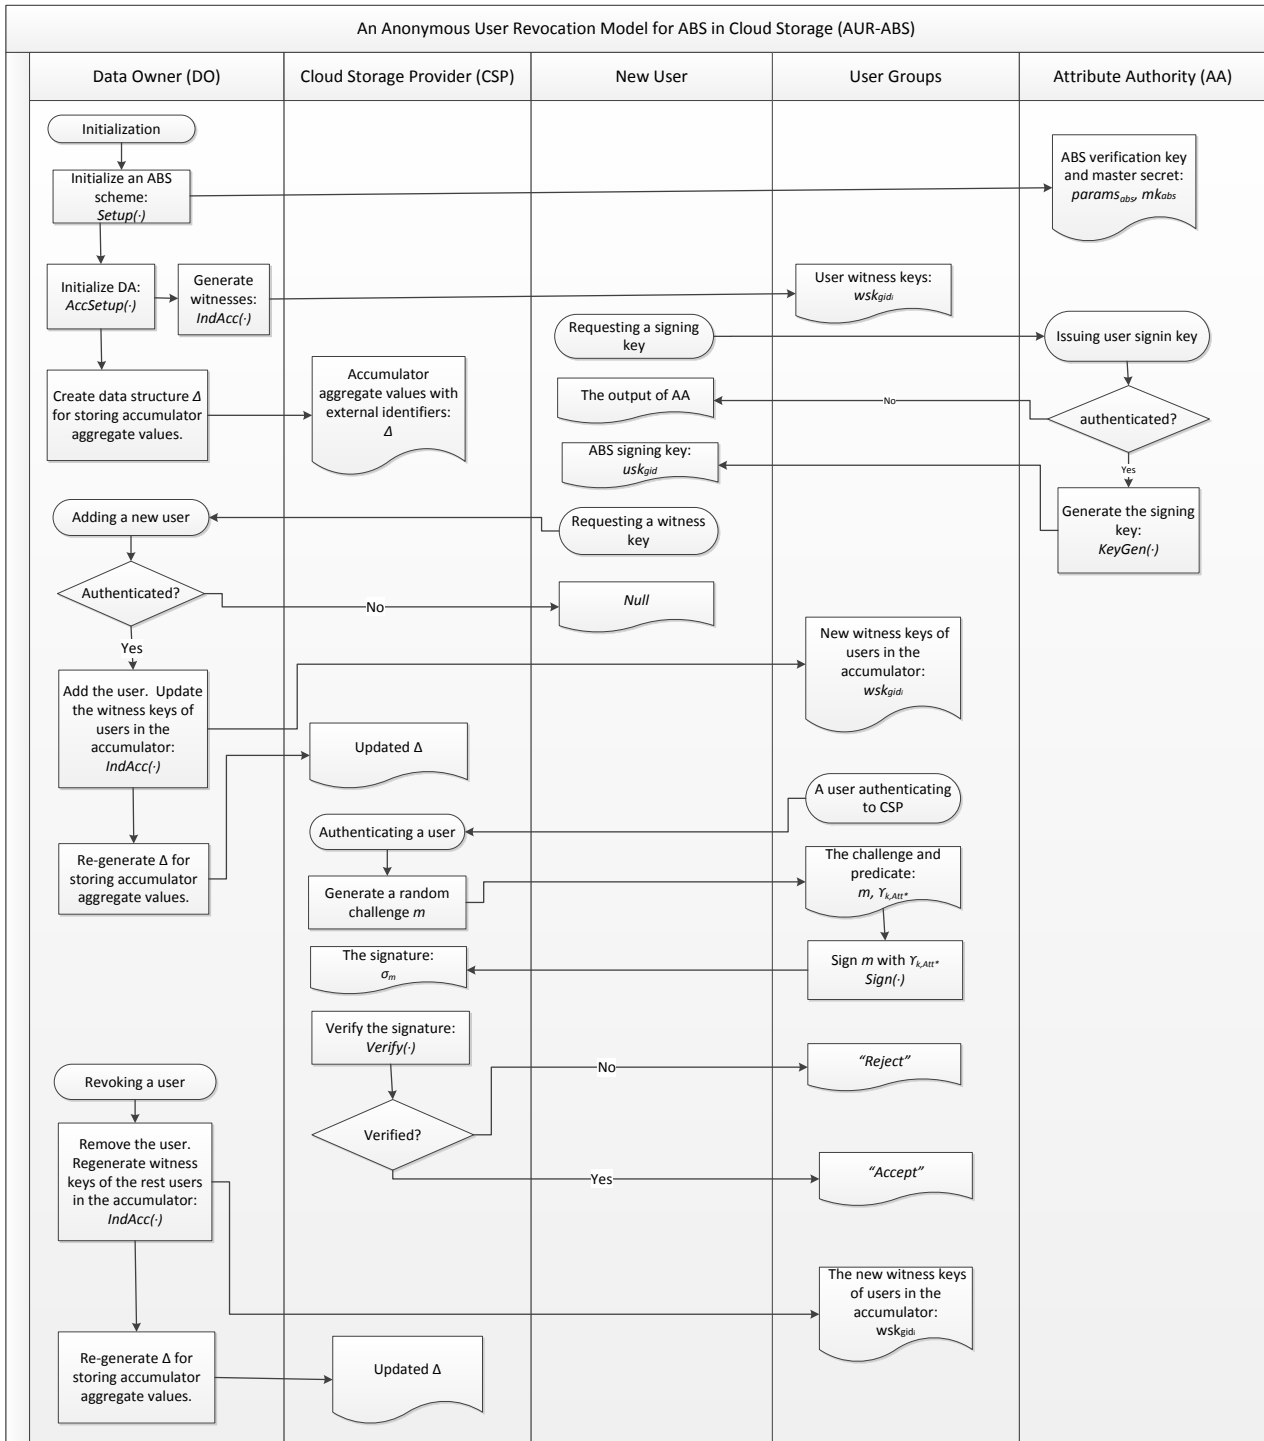 An Anonymous User Revocation Model for ABS in Cloud Storage (AUR-ABS)
Data Owner (DO)
Cloud Storage Provider (CSP)
New User
User Groups
Attribute Authority (AA)
Initialization
Initialize an ABS
scheme:
Setup(·)
ABS verification key
and master secret:
params_abs, mk_abs
Initialize DA:
AccSetup(·)
Generate
witnesses:
IndAcc(·)
User witness keys:
wsk_gid_i
Requesting a signing
key
Issuing user signin key
Create data structure Δ
for storing accumulator
aggregate values.
Accumulator
aggregate values with
external identifiers:
Δ
The output of AA
No
authenticated?
ABS signing key:
usk_gid
Yes
Generate the signing
key:
KeyGen(·)
Adding a new user
Requesting a witness
key
Authenticated?
No
Null
Yes
New witness keys of
users in the
accumulator:
wsk_gid_i
Add the user.  Update
the witness keys of
users in the
accumulator:
IndAcc(·)
Updated Δ
A user authenticating
to CSP
Authenticating a user
Re-generate Δ for
storing accumulator
aggregate values.
Generate a random
challenge m
The challenge and
predicate:
m, ϒ_k,Att*
The signature:
σ_m
Sign m with ϒ_k,Att*
Sign(·)
Verify the signature:
Verify(·)
No
“Reject”
Revoking a user
Verified?
Yes
“Accept”
Remove the user.
Regenerate witness
keys of the rest users
in the accumulator:
IndAcc(·)
The new witness keys
of users in the
accumulator:
wsk_gid_i
Re-generate Δ for
storing accumulator
aggregate values.
Updated Δ